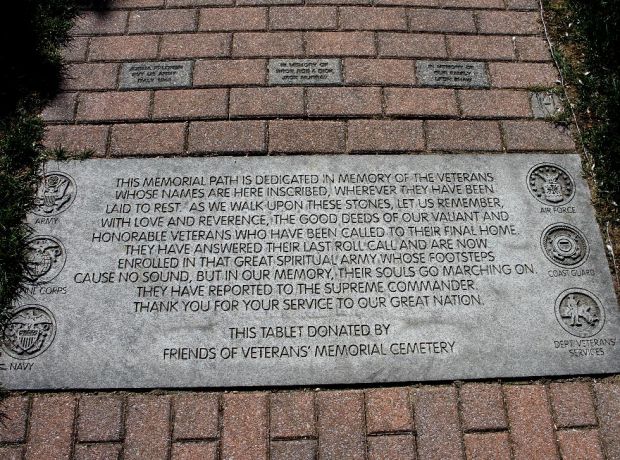 IN MEMORY OF
IN MEMORY OF
THIS MEMORIAL PATH IS DEDICATED IN MEMORY OF THE VETERANS
WHOSE NAMES ARE HERE INSCRIBED, WHEREVER THEY HAVE BEEN
LAID TO REST. AS WE WALK UPON THESE STONES, LET US REMEMBER,
WITH LOVE AND REVERENCE, THE GOOD DEEDS OF OUR VALIANT AND
HONORABLE VETERANS WHO HAVE BEEN CALLED TO THEIR FINAL HOME.
THEY HAVE ANSWERED THEIR LAST ROLL CALL AND ARE NOW
ENROLLED IN THAT GREAT SPIRITUAL ARMY WHOSE FOOTSTEPS
CAUSE NO SOUND, BUT IN OUR MEMORY, THEIR SOULS GO MARCHING ON.
THEY HAVE REPORTED TO THE SUPREME COMMANDER.
THANK YOU FOR YOUR SERVICE TO OUR GREAT NATION.
THIS TABLET DONATED BY
FRIENDS OF VETERANS' MEMORIAL CEMETERY
ARMY
CORPS
NAVY
AIR FORCE
COAST GUARD
DEPT. VETERANS'
SERVICES